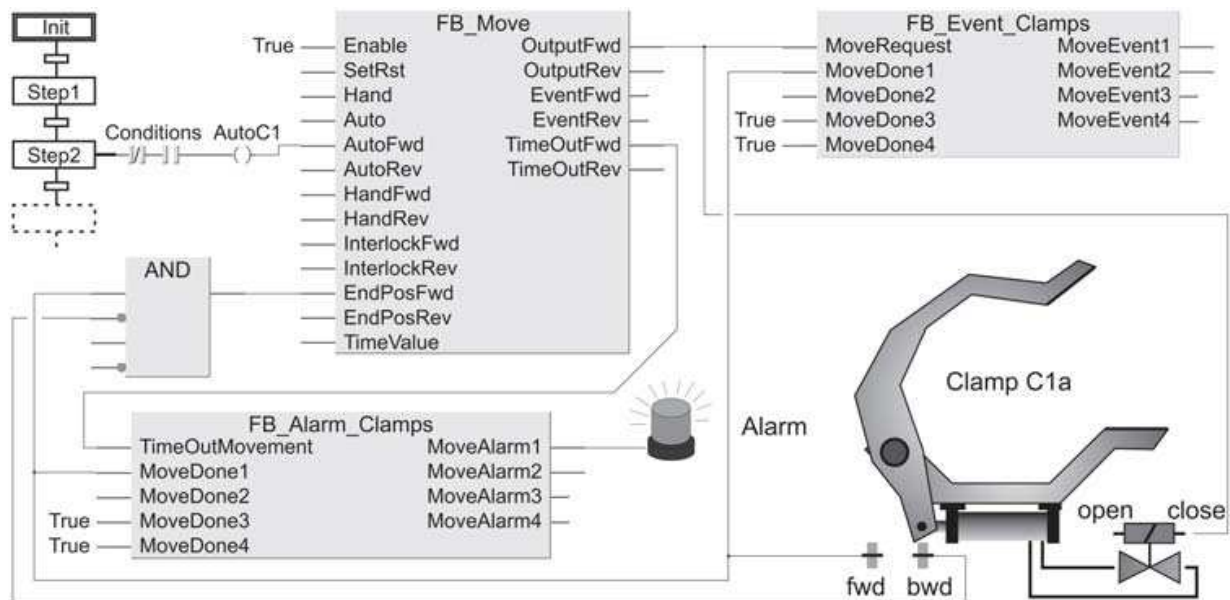 Init
Step1
Step2
Conditions
AutoC1
True
FB_Move
Enable
SetRst
Hand
Auto
AutoFwd
AutoRev
HandFwd
HandRev
InterlockFwd
InterlockRev
EndPosFwd
EndPosRev
TimeValue
OutputFwd
OutputRev
EventFwd
EventRev
TimeOutFwd
TimeOutRev
FB_Event_Clamps
MoveRequest
MoveDone1
MoveDone2
True
MoveDone3
True
MoveDone4
MoveEvent1
MoveEvent2
MoveEvent3
MoveEvent4
AND
FB_Alarm_Clamps
TimeOutMovement
MoveDone1
MoveDone2
True
MoveDone3
True
MoveDone4
MoveAlarm1
MoveAlarm2
MoveAlarm3
MoveAlarm4
Alarm
Clamp C1a
open
close
fwd
bwd